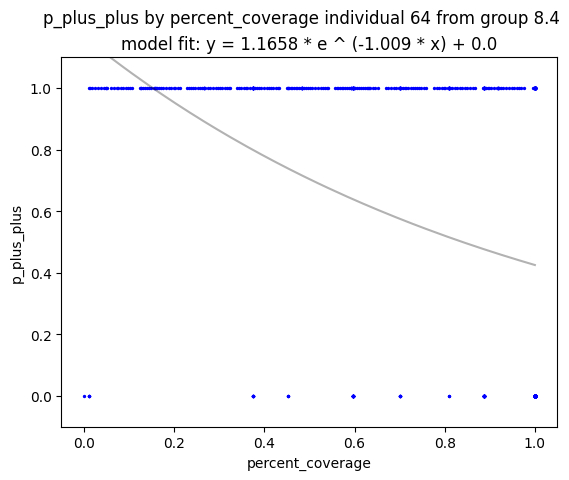 p_plus_plus by percent_coverage individual 64 from group 8.4
model fit: y = 1.1658 * e ^ (-1.009 * x) + 0.0
1.0
0.8
0.6
0.4
0.2
0.0
p_plus_plus
0.0 0.2 0.4 0.6 0.8 1.0
percent_coverage